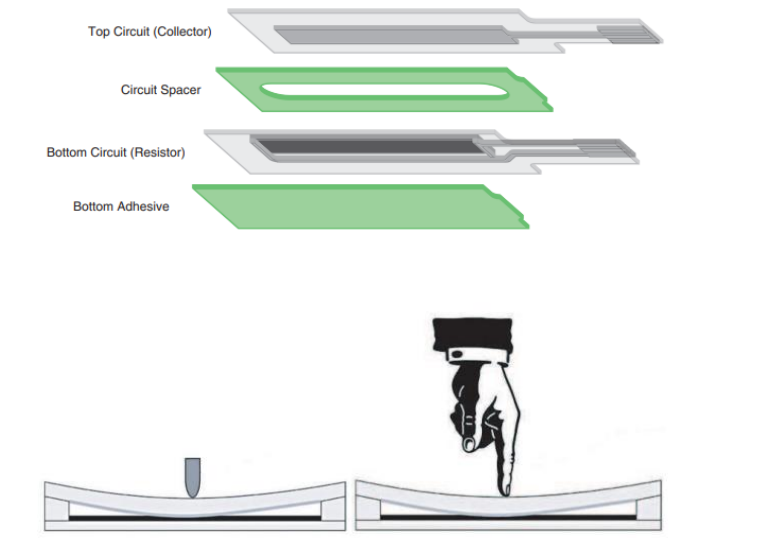 Top Circuit (Collector)
Circuit Spacer
Bottom Circuit (Resistor)
Bottom Adhesive